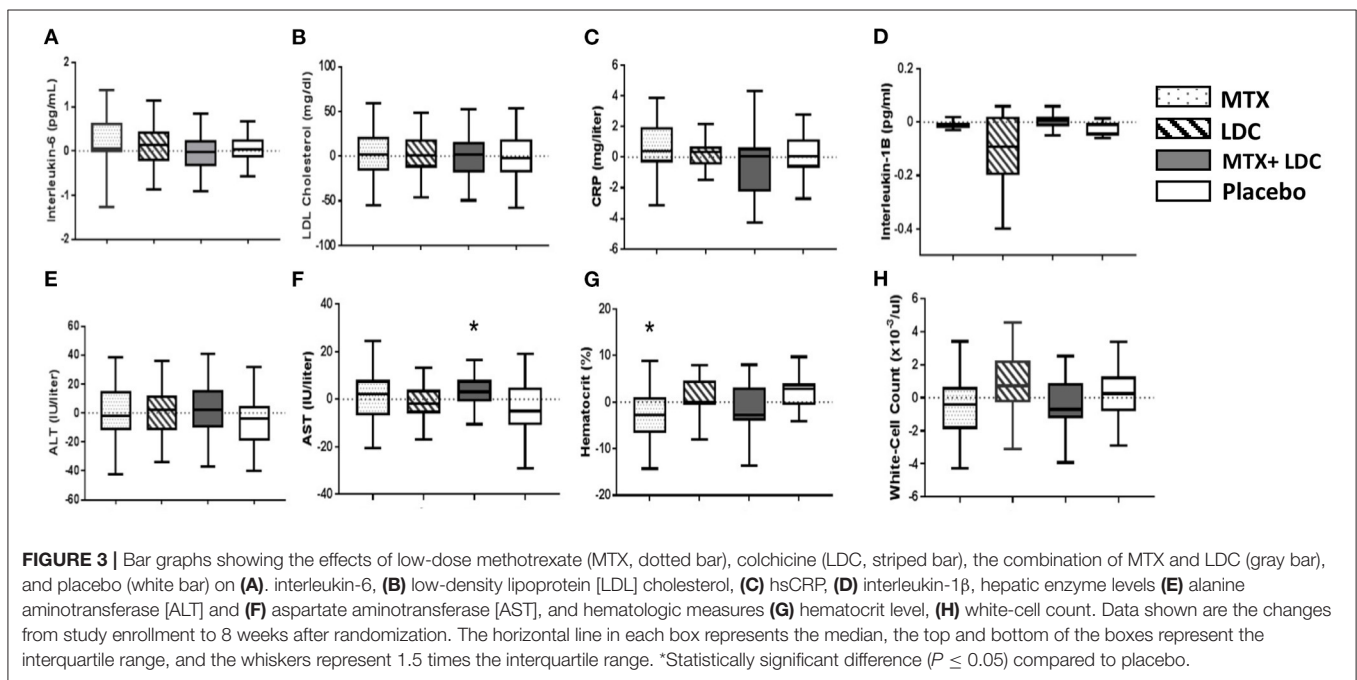 A
Interleukin-6 (pg/mL)
2
1
0
-1
-2
B
LDL Cholesterol (mg/dl)
100
50
0
-50
-100
C
CRP (mg/liter)
6
4
2
0
-2
-4
-6
D
Interleukin-1B (pg/ml)
0.2
0.0
-0.2
-0.4
MTX
LDC
MTX+ LDC
Placebo
E
ALT (IU/liter)
60
40
20
0
-20
-40
-60
F
AST (IU/liter)
40
20
0
-20
-40
*
G
Hematocrit (%)
20
10
0
-10
-20
*
H
White-Cell Count (x10⁻³/ul)
6
4
2
0
-2
-4
-6
FIGURE 3 | Bar graphs showing the effects of low-dose methotrexate (MTX, dotted bar), colchicine (LDC, striped bar), the combination of MTX and LDC (gray bar),
and placebo (white bar) on (A). interleukin-6, (B) low-density lipoprotein [LDL] cholesterol, (C) hsCRP, (D) interleukin-1β, hepatic enzyme levels (E) alanine
aminotransferase [ALT] and (F) aspartate aminotransferase [AST], and hematologic measures (G) hematocrit level, (H) white-cell count. Data shown are the changes
from study enrollment to 8 weeks after randomization. The horizontal line in each box represents the median, the top and bottom of the boxes represent the
interquartile range, and the whiskers represent 1.5 times the interquartile range. *Statistically significant difference (P ≤ 0.05) compared to placebo.